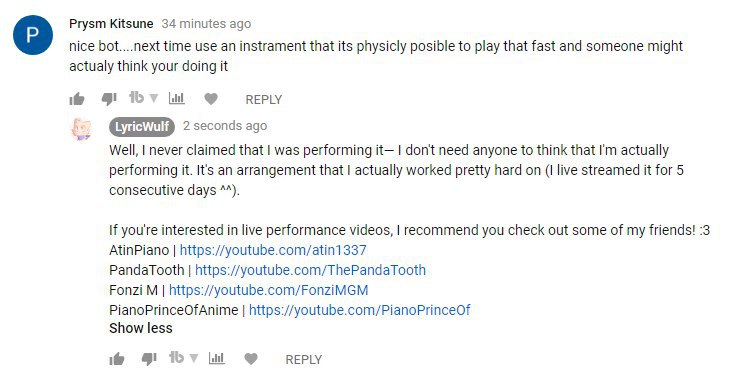 P
Prysm Kitsune 34 minutes ago
nice bot....next time use an instrament that its physicly posible to play that fast and someone might
actualy think your doing it
REPLY
LyricWulf 2 seconds ago
Well, I never claimed that I was performing it— I don't need anyone to think that I'm actually
performing it. It's an arrangement that I actually worked pretty hard on (I live streamed it for 5
consecutive days ^^).
If you're interested in live performance videos, I recommend you check out some of my friends! :3
AtinPiano | https://youtube.com/atin1337
PandaTooth | https://youtube.com/ThePandaTooth
Fonzi M | https://youtube.com/FonziMGM
PianoPrinceOfAnime | https://youtube.com/PianoPrinceOf
Show less
REPLY